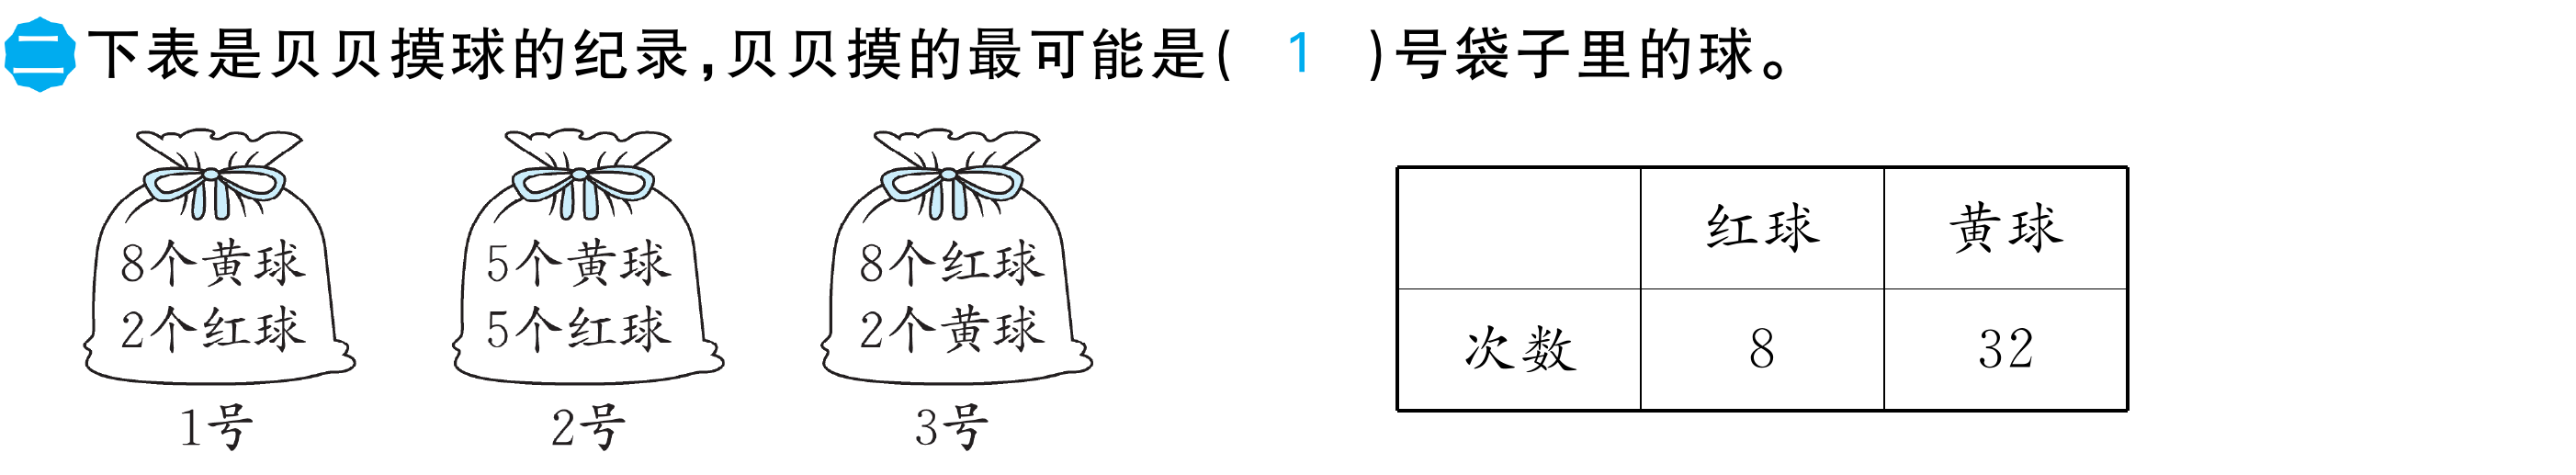 二 下表是贝贝摸球的纪录,贝贝摸的最可能是( 1 )号袋子里的球。
8个黄球
2个红球
1号
5个黄球
5个红球
2号
8个红球
2个黄球
3号
红球 黄球
次数 8 32